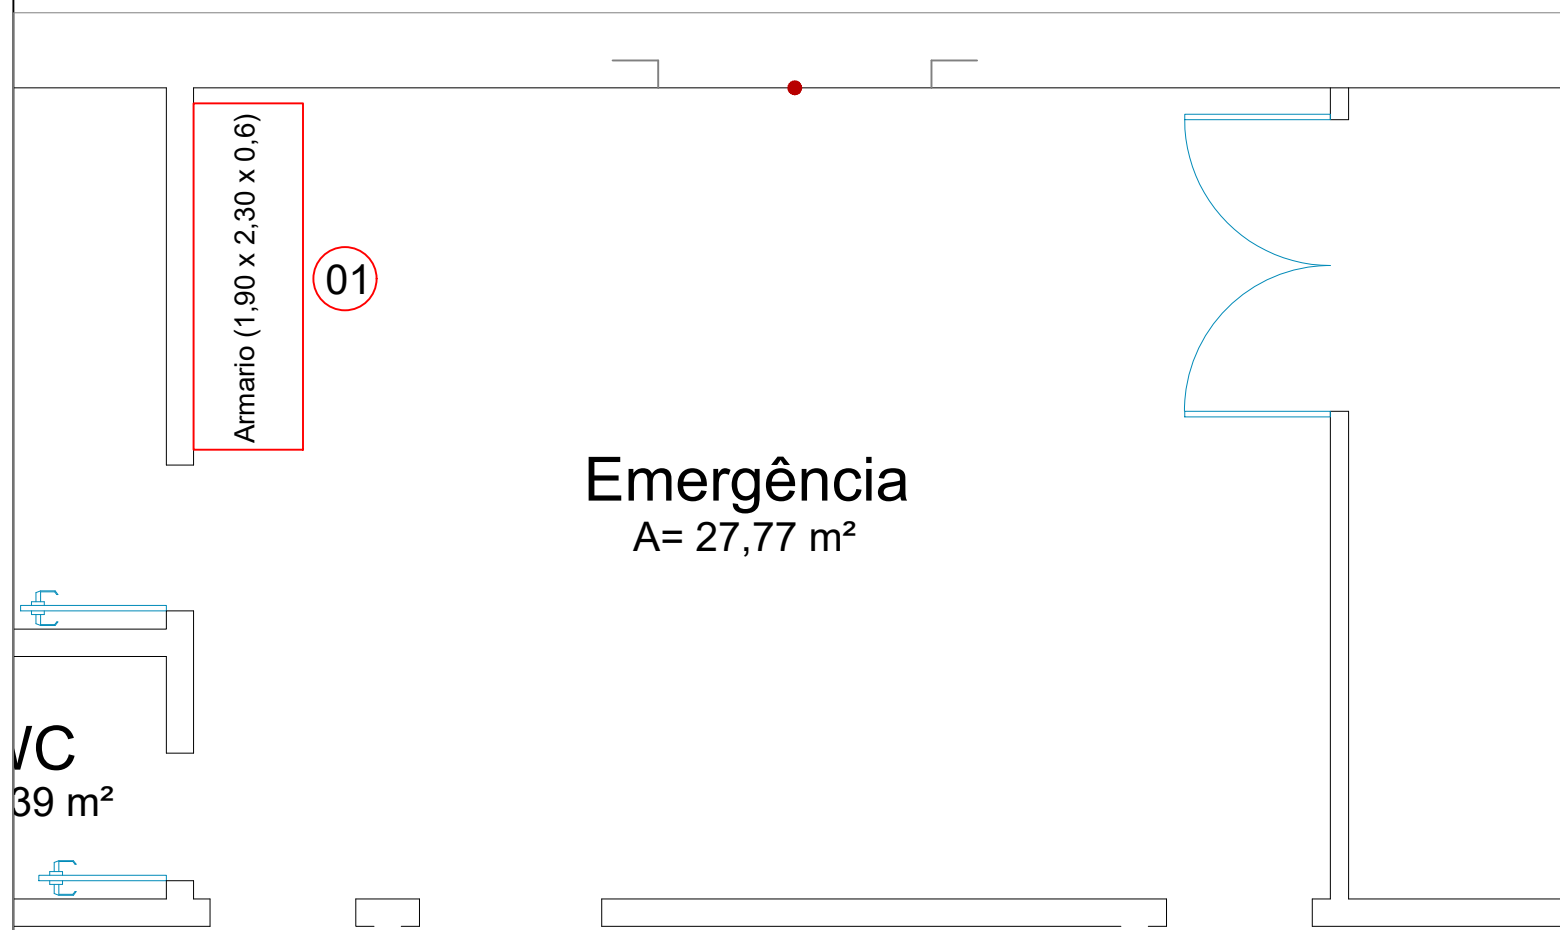 Armario (1,90 x 2,30 x 0,6)
01
Emergência
A= 27,77 m²
C
39 m²